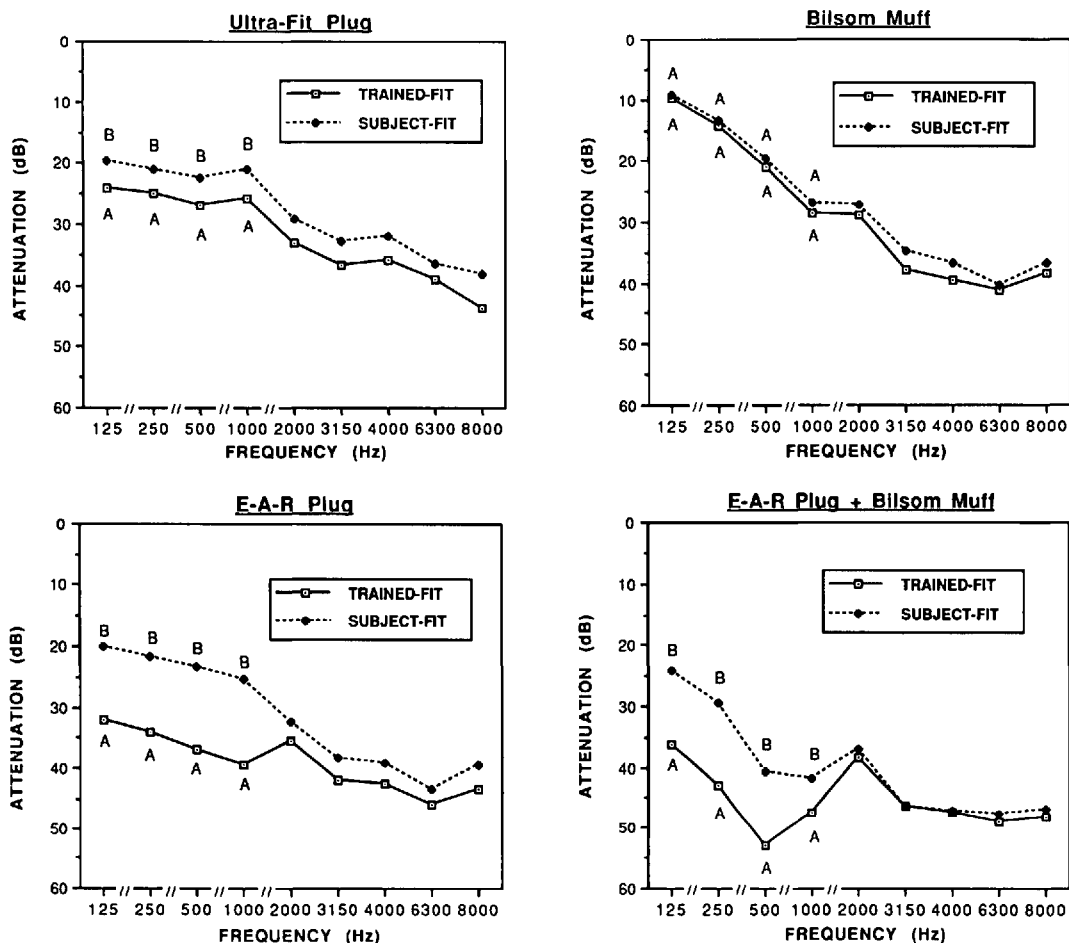 Ultra-Fit Plug
0
10
20
30
40
50
60
ATTENUATION (dB)
TRAINED-FIT
SUBJECT-FIT
B B B B
A A A A
125 // 250 // 500 // 1000 // 2000 3150 4000 6300 8000
FREQUENCY (Hz)
Bilsom Muff
0
10
20
30
40
50
60
ATTENUATION (dB)
TRAINED-FIT
SUBJECT-FIT
A A A A
A A A A
125 // 250 // 500 // 1000 // 2000 3150 4000 6300 8000
FREQUENCY (Hz)
E-A-R Plug
0
10
20
30
40
50
60
ATTENUATION (dB)
TRAINED-FIT
SUBJECT-FIT
B B B B
A A A A
125 // 250 // 500 // 1000 // 2000 3150 4000 6300 8000
FREQUENCY (Hz)
E-A-R Plug + Bilsom Muff
0
10
20
30
40
50
60
ATTENUATION (dB)
TRAINED-FIT
SUBJECT-FIT
B B B B
A A A A
125 // 250 // 500 // 1000 // 2000 3150 4000 6300 8000
FREQUENCY (Hz)